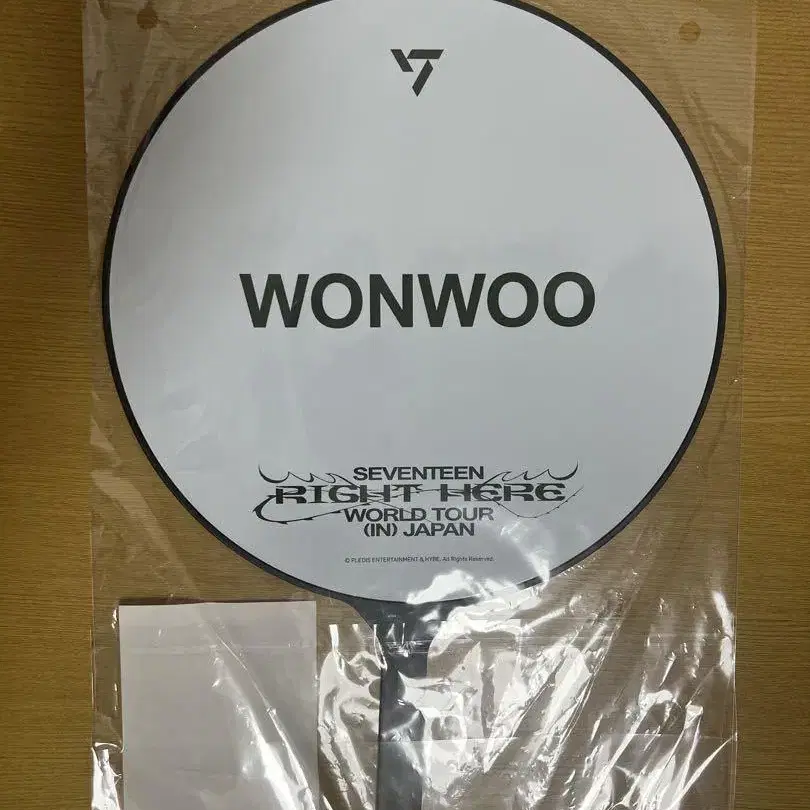 WONWOO
SEVENTEEN
RIGHT HERE
WORLD TOUR
(IN) JAPAN
© PLEDIS ENTERTAINMENT & HYBE. All Rights Reserved.